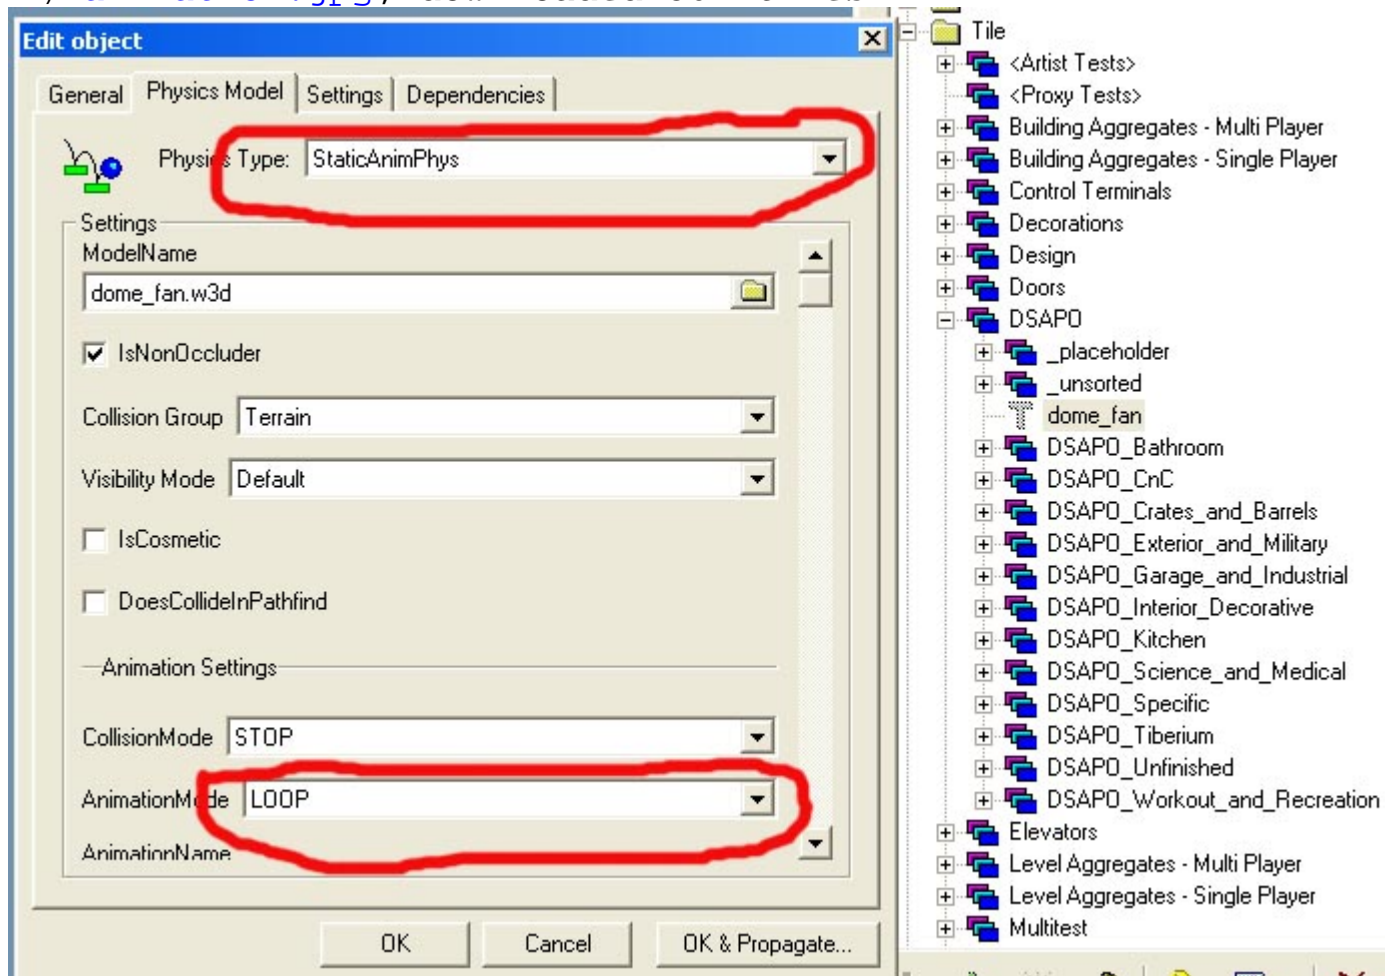 Edit object
General Physics Model Settings Dependencies
Physics Type: StaticAnimPhys
Settings
ModelName
dome_fan.w3d
IsNonOccluder
Collision Group Terrain
Visibility Mode Default
IsCosmetic
DoesCollideInPathfind
Animation Settings
CollisionMode STOP
AnimationMode LOOP
AnimationName
OK Cancel OK & Propagate...
Tile
<Artist Tests>
<Proxy Tests>
Building Aggregates - Multi Player
Building Aggregates - Single Player
Control Terminals
Decorations
Design
Doors
DSAPO
_placeholder
_unsorted
dome_fan
DSAPO_Bathroom
DSAPO_CnC
DSAPO_Crates_and_Barrels
DSAPO_Exterior_and_Military
DSAPO_Garage_and_Industrial
DSAPO_Interior_Decorative
DSAPO_Kitchen
DSAPO_Science_and_Medical
DSAPO_Specific
DSAPO_Tiberium
DSAPO_Unfinished
DSAPO_Workout_and_Recreation
Elevators
Level Aggregates - Multi Player
Level Aggregates - Single Player
Multitest